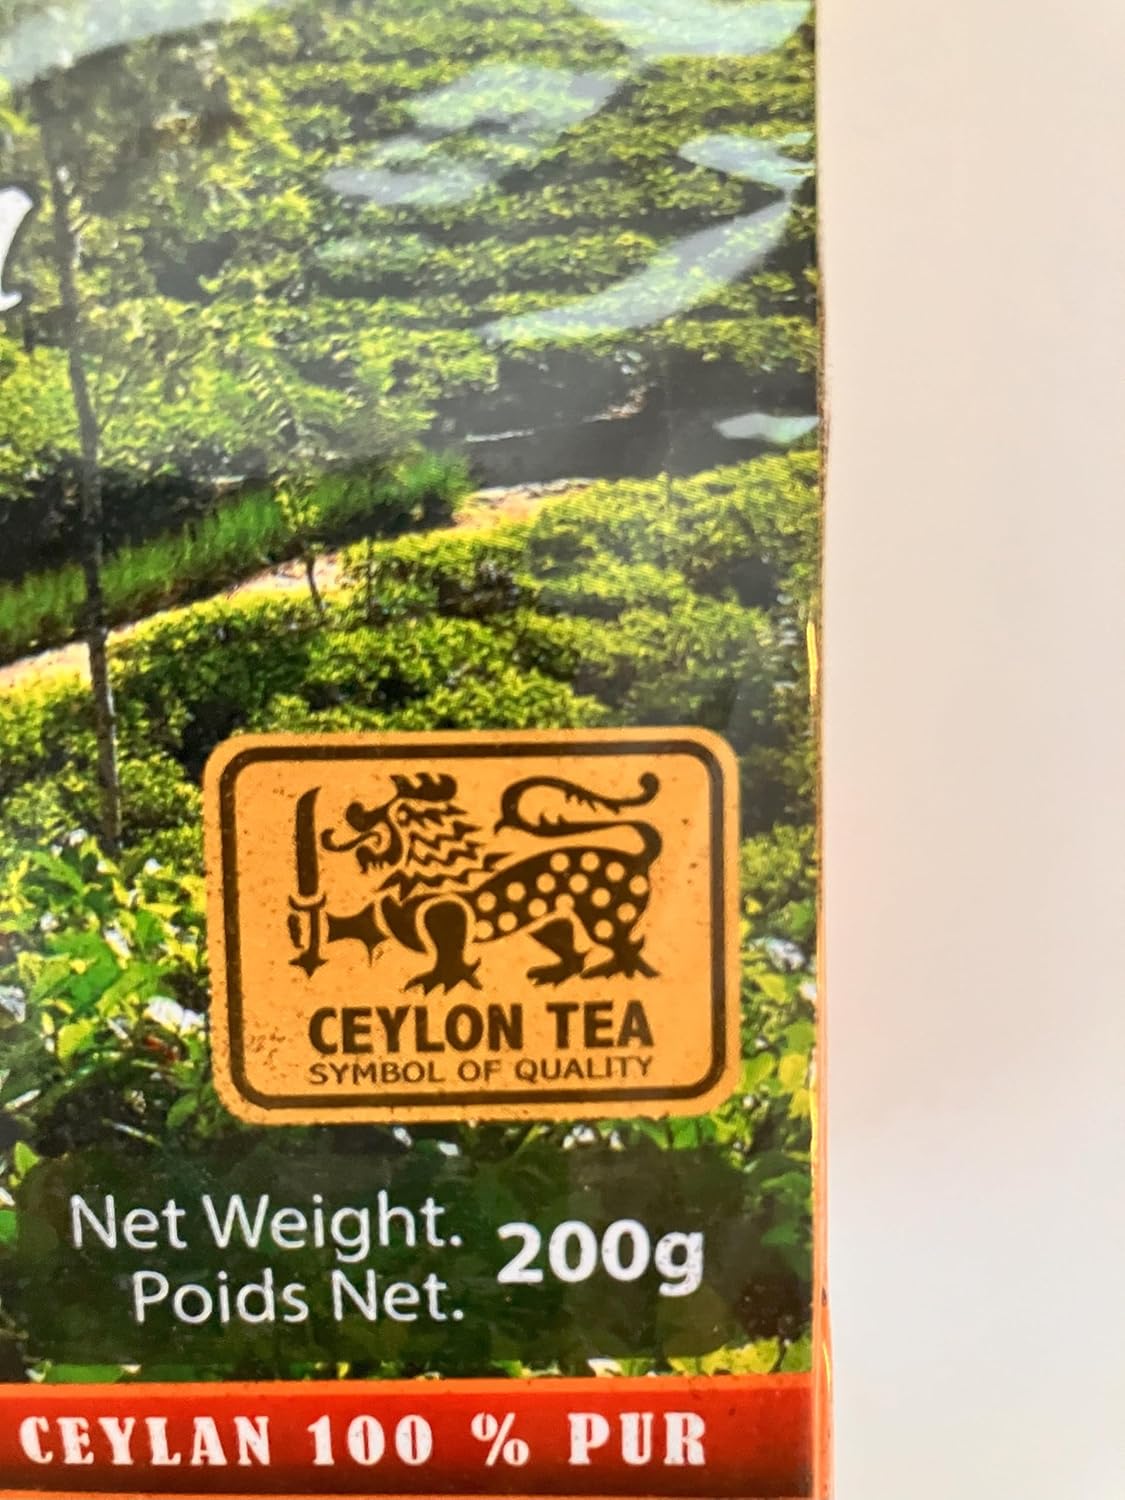 CEYLON TEA
SYMBOL OF QUALITY
Net Weight.
Poids Net.
200g
CEYLAN 100 % PUR